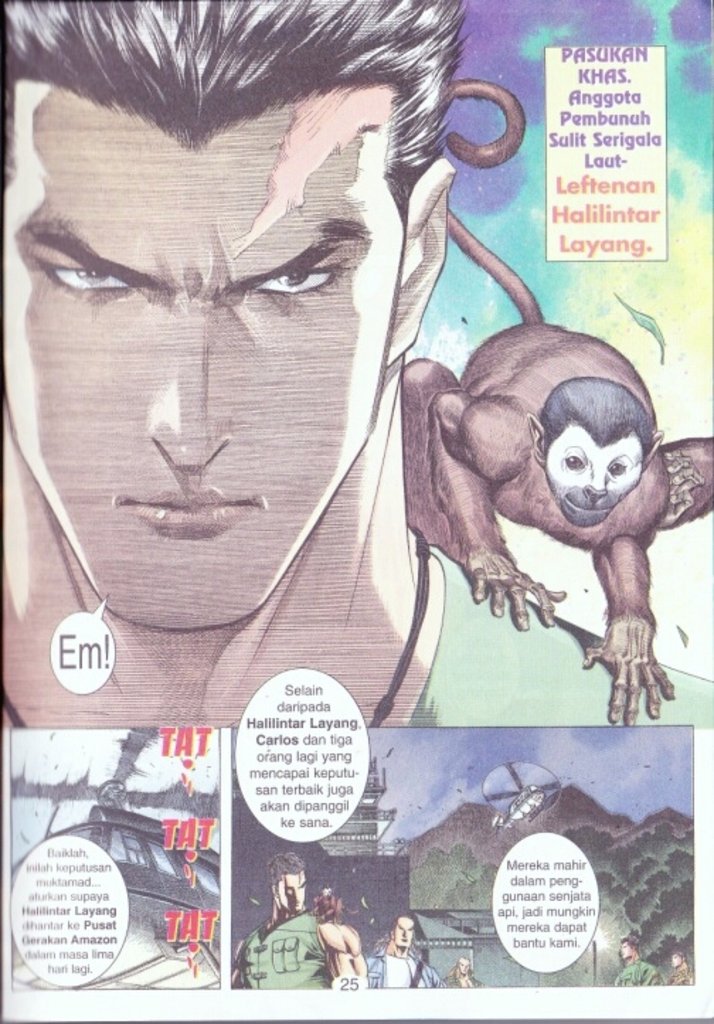 PASUKAN
KHAS.
Anggota
Pembunuh
Sulit Serigala
Laut-
Leftenan
Halilintar
Layang.
Em!
TAT
TAT
TAT
Baiklah,
inilah keputusan
muktamad...
aturkan supaya
Halilintar Layang
dihantar ke Pusat
Gerakan Amazon
dalam masa lima
hari lagi.
Selain
daripada
Halilintar Layang,
Carlos dan tiga
orang lagi yang
mencapai keputu-
san terbaik juga
akan dipanggil
ke sana.
Mereka mahir
dalam peng-
gunaan senjata
api, jadi mungkin
mereka dapat
bantu kami.
25